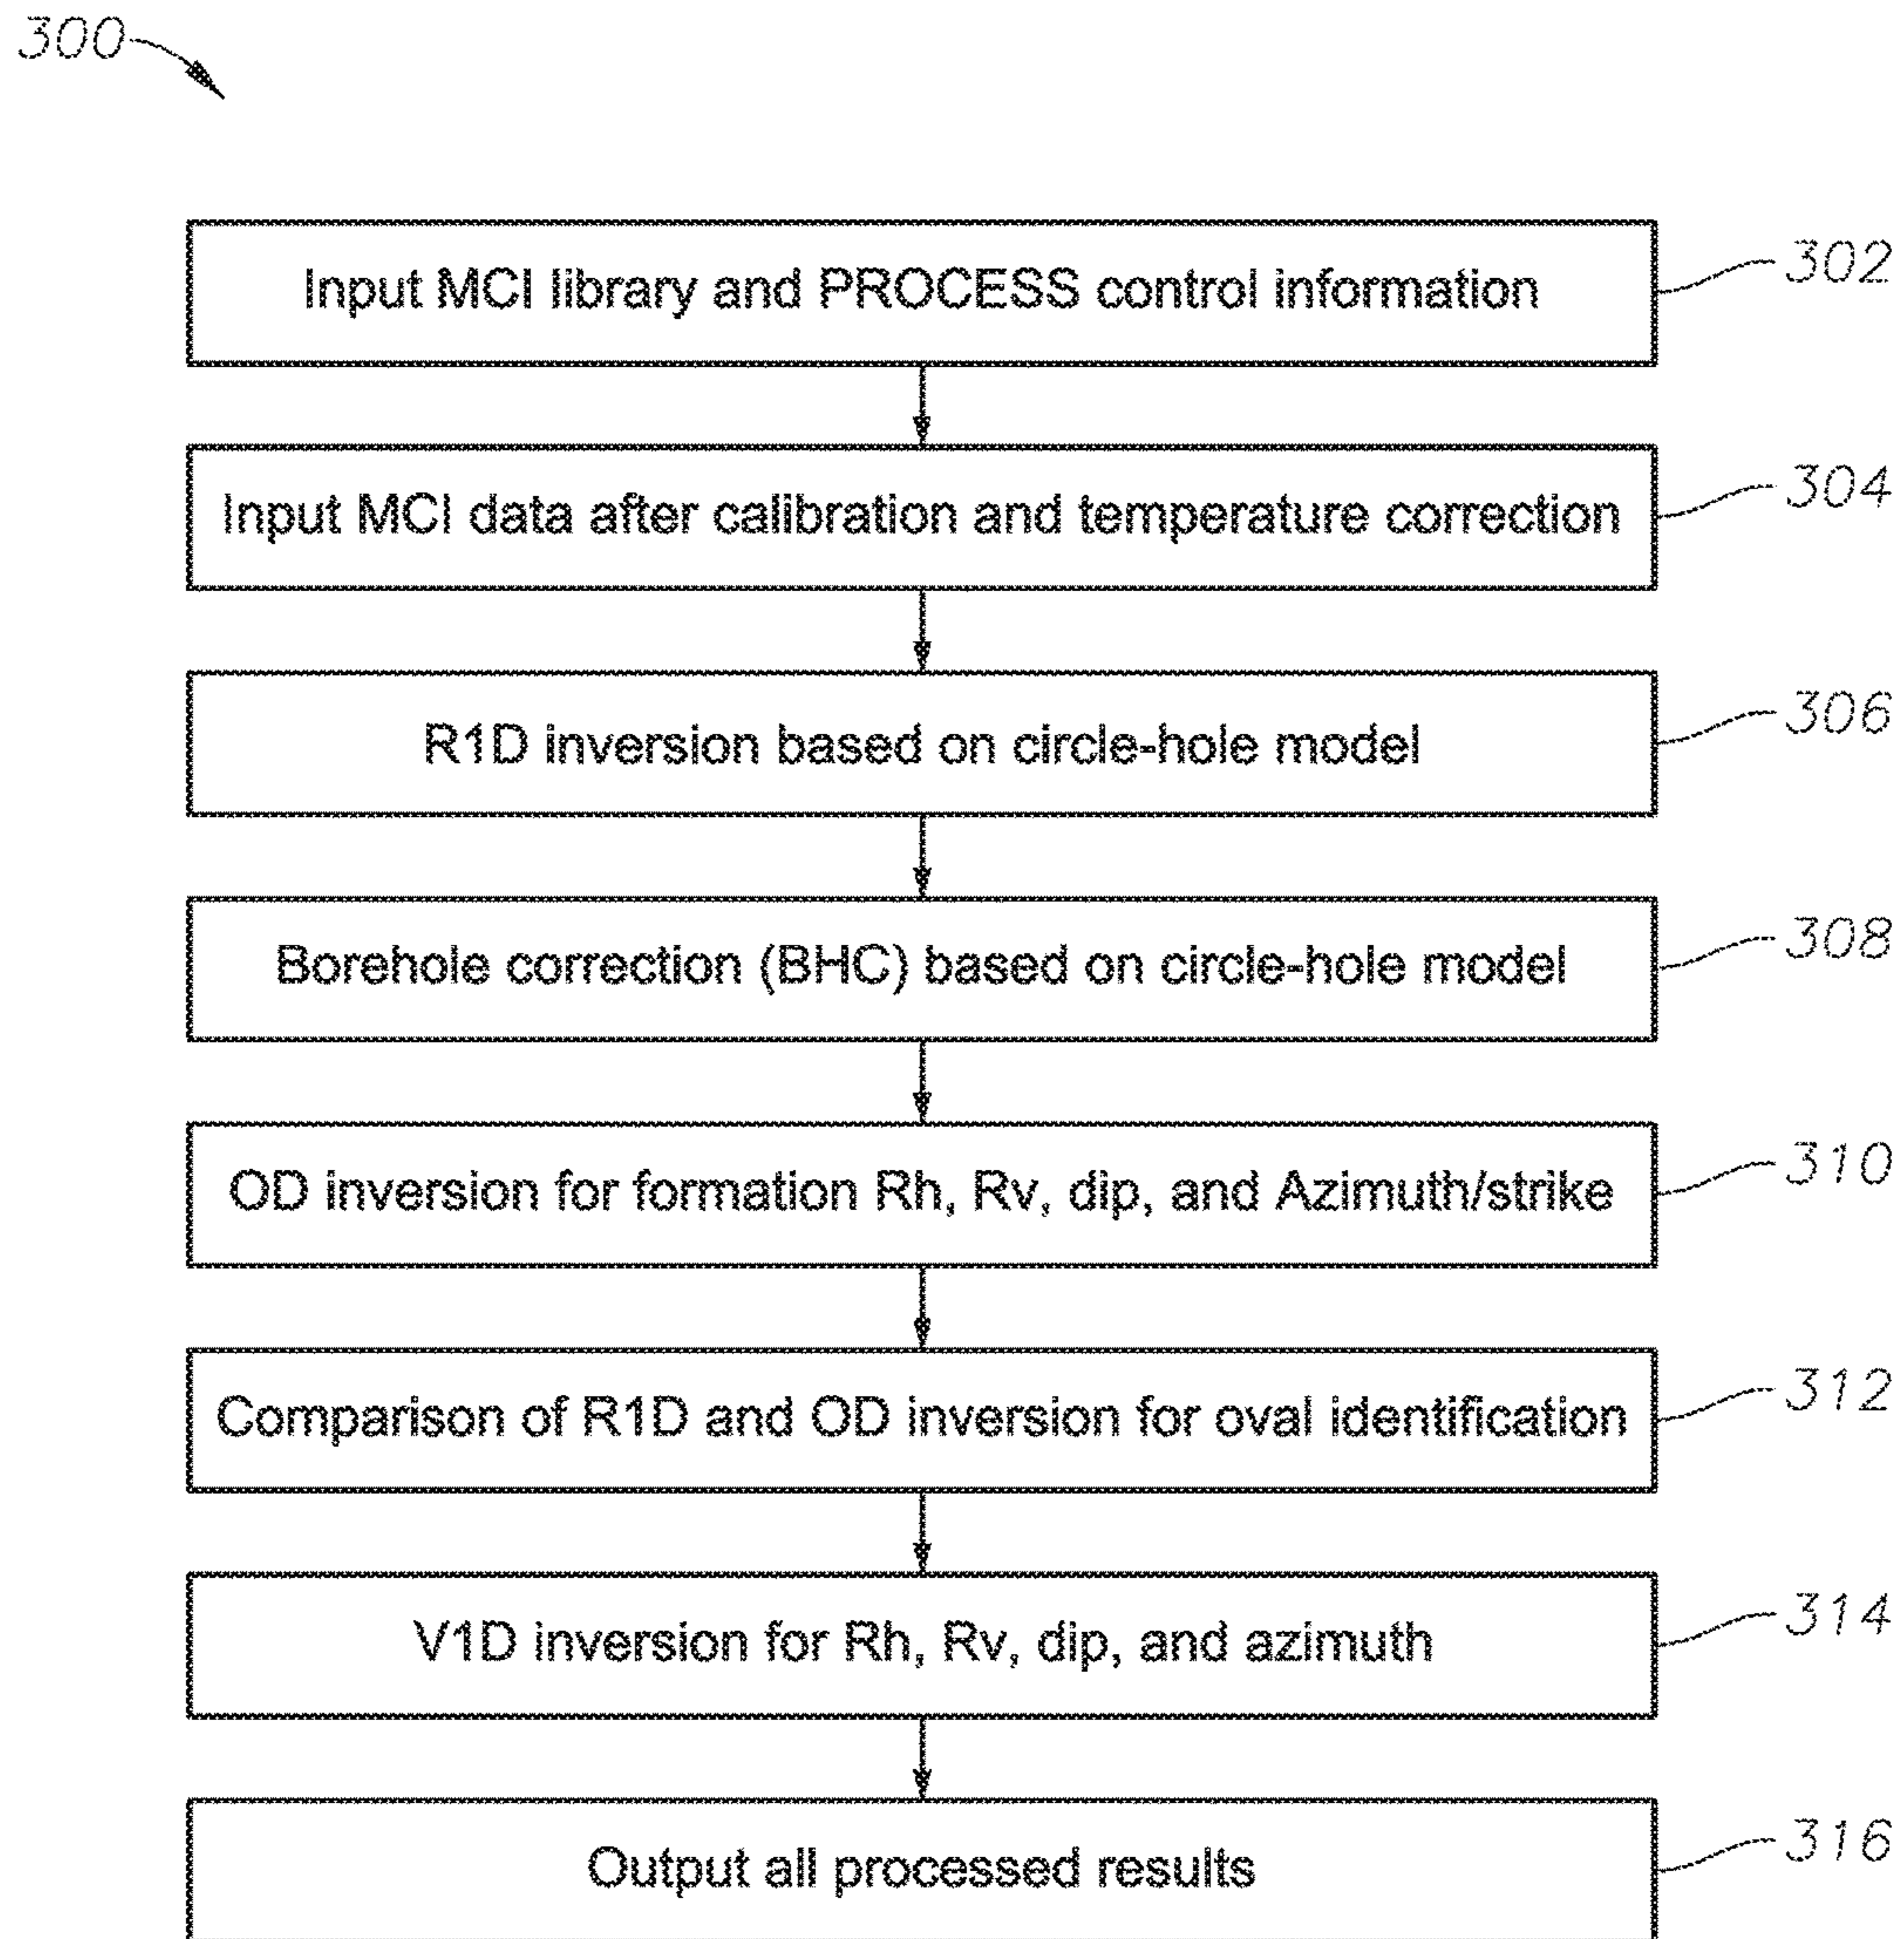 300
Input MCI library and PROCESS control information
302
Input MCI data after calibration and temperature correction
304
R1D inversion based on circle-hole model
306
Borehole correction (BHC) based on circle-hole model
308
OD inversion for formation Rh, Rv, dip, and Azimuth/strike
310
Comparison of R1D and OD inversion for oval identification
312
V1D inversion for Rh, Rv, dip, and azimuth
314
Output all processed results
316